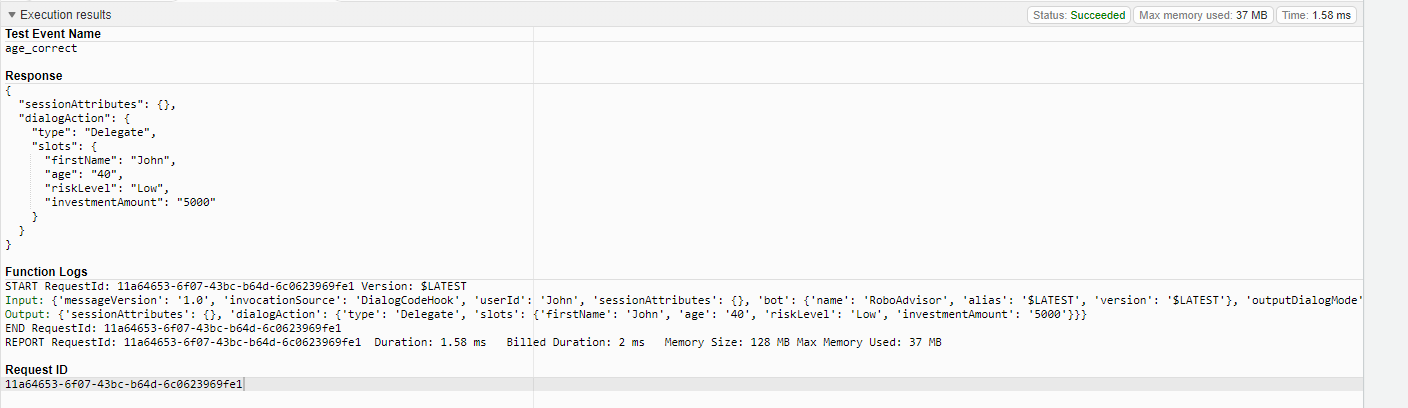 ▼ Execution results
Status: Succeeded
Max memory used: 37 MB
Time: 1.58 ms
Test Event Name
age_correct
Response
{
  "sessionAttributes": {},
  "dialogAction": {
    "type": "Delegate",
    "slots": {
      "firstName": "John",
      "age": "40",
      "riskLevel": "Low",
      "investmentAmount": "5000"
    }
  }
}
Function Logs
START RequestId: 11a64653-6f07-43bc-b64d-6c0623969fe1 Version: $LATEST
Input: {'messageVersion': '1.0', 'invocationSource': 'DialogCodeHook', 'userId': 'John', 'sessionAttributes': {}, 'bot': {'name': 'RoboAdvisor', 'alias': '$LATEST', 'version': '$LATEST'}, 'outputDialogMode'
Output: {'sessionAttributes': {}, 'dialogAction': {'type': 'Delegate', 'slots': {'firstName': 'John', 'age': '40', 'riskLevel': 'Low', 'investmentAmount': '5000'}}}
END RequestId: 11a64653-6f07-43bc-b64d-6c0623969fe1
REPORT RequestId: 11a64653-6f07-43bc-b64d-6c0623969fe1  Duration: 1.58 ms   Billed Duration: 2 ms   Memory Size: 128 MB Max Memory Used: 37 MB
Request ID
11a64653-6f07-43bc-b64d-6c0623969fe1